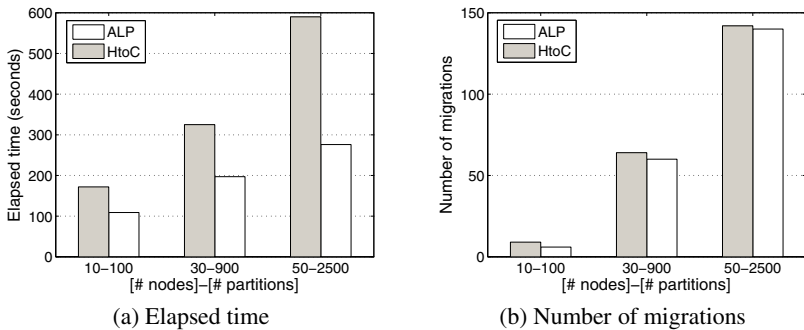 600
500
400
300
200
100
0
Elapsed time (seconds)
ALP
HtoC
10−100
30−900
50−2500
[# nodes]−[# partitions]
(a) Elapsed time
150
100
50
0
Number of migrations
ALP
HtoC
10−100
30−900
50−2500
[# nodes]−[# partitions]
(b) Number of migrations